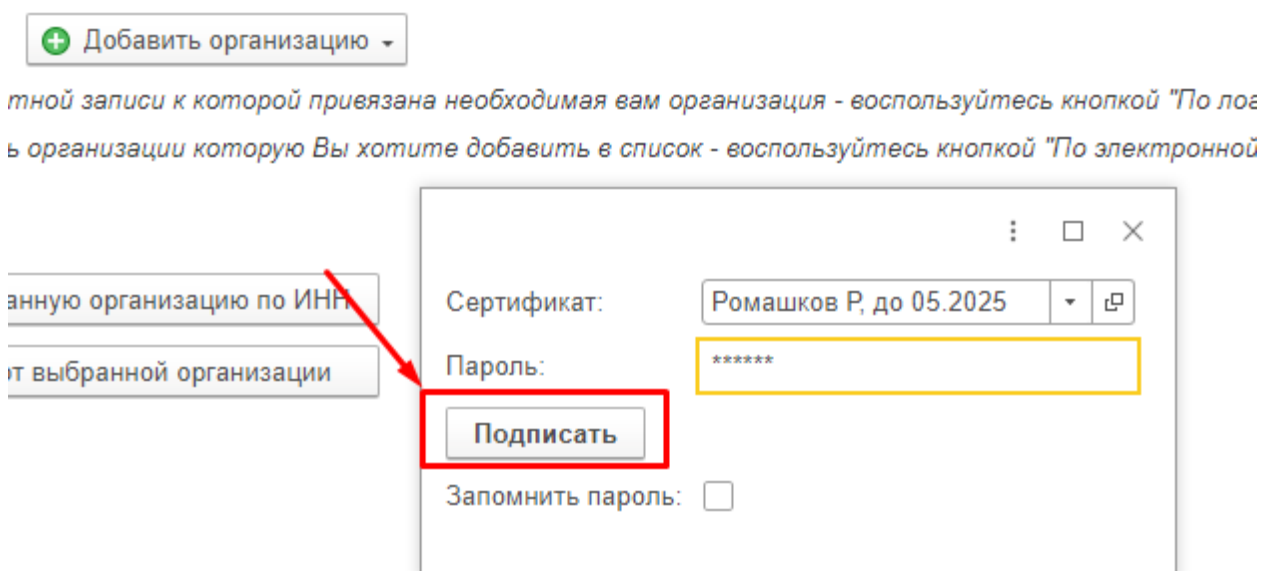 Добавить организацию
тной записи к которой привязана необходимая вам организация - воспользуйтесь кнопкой "По лог
ь организации которую Вы хотите добавить в список - воспользуйтесь кнопкой "По электронной
анную организацию по ИНН
от выбранной организации
Сертификат: Ромашков Р, до 05.2025
Пароль: ******
Подписать
Запомнить пароль: